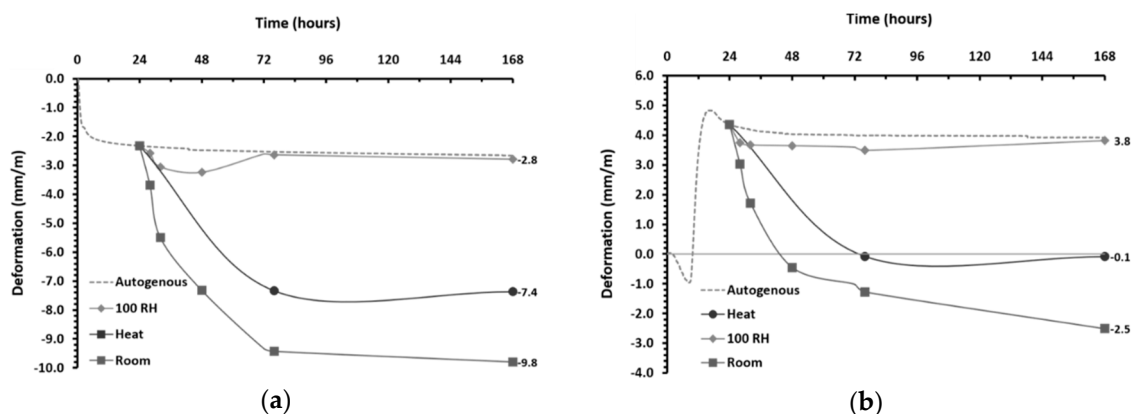 Time (hours)
0 24 48 72 96 120 144 168
0.0
-1.0
-2.0
-3.0
-4.0
-5.0
-6.0
-7.0
-8.0
-9.0
-10.0
Deformation (mm/m)
-2.8
-7.4
-9.8
Autogenous
100 RH
Heat
Room
(a)
Time (hours)
0 24 48 72 96 120 144 168
6.0
5.0
4.0
3.0
2.0
1.0
0.0
-1.0
-2.0
-3.0
-4.0
Deformation (mm/m)
3.8
-0.1
-2.5
Autogenous
Heat
100 RH
Room
(b)